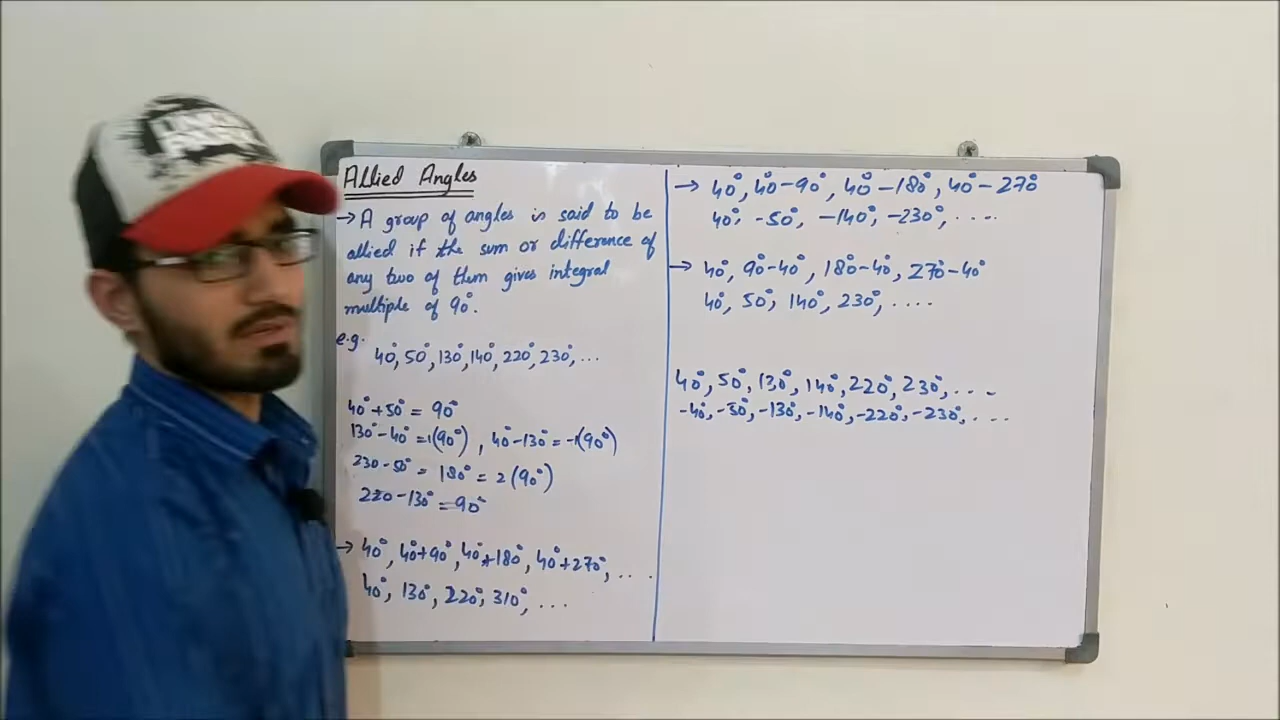 LINKIN
PARK
Allied Angles
→ A group of angles is said to be
allied if the sum or difference of
any two of them gives integral
multiple of 90°.
e.g.
40°, 50°, 130°, 140°, 220°, 230°, ...
40° + 50° = 90°
130° - 40° = 1(90°) , 40° - 130° = -1(90°)
230 - 50° = 180° = 2 (90°)
220 - 130° = 90°
→ 40°, 40°+90°, 40°+180°, 40°+270°, ...
40°, 130°, 220°, 310°, ...
→ 40°, 40°-90°, 40°-180°, 40°-270°
40°, -50°, -140°, -230°, ....
→ 40°, 90°-40°, 180°-40°, 270°-40°
40°, 50°, 140°, 230°, ....
40°, 50°, 130°, 140°, 220°, 230°, ....
-40°, -50°, -130°, -140°, -220°, -230°, ....